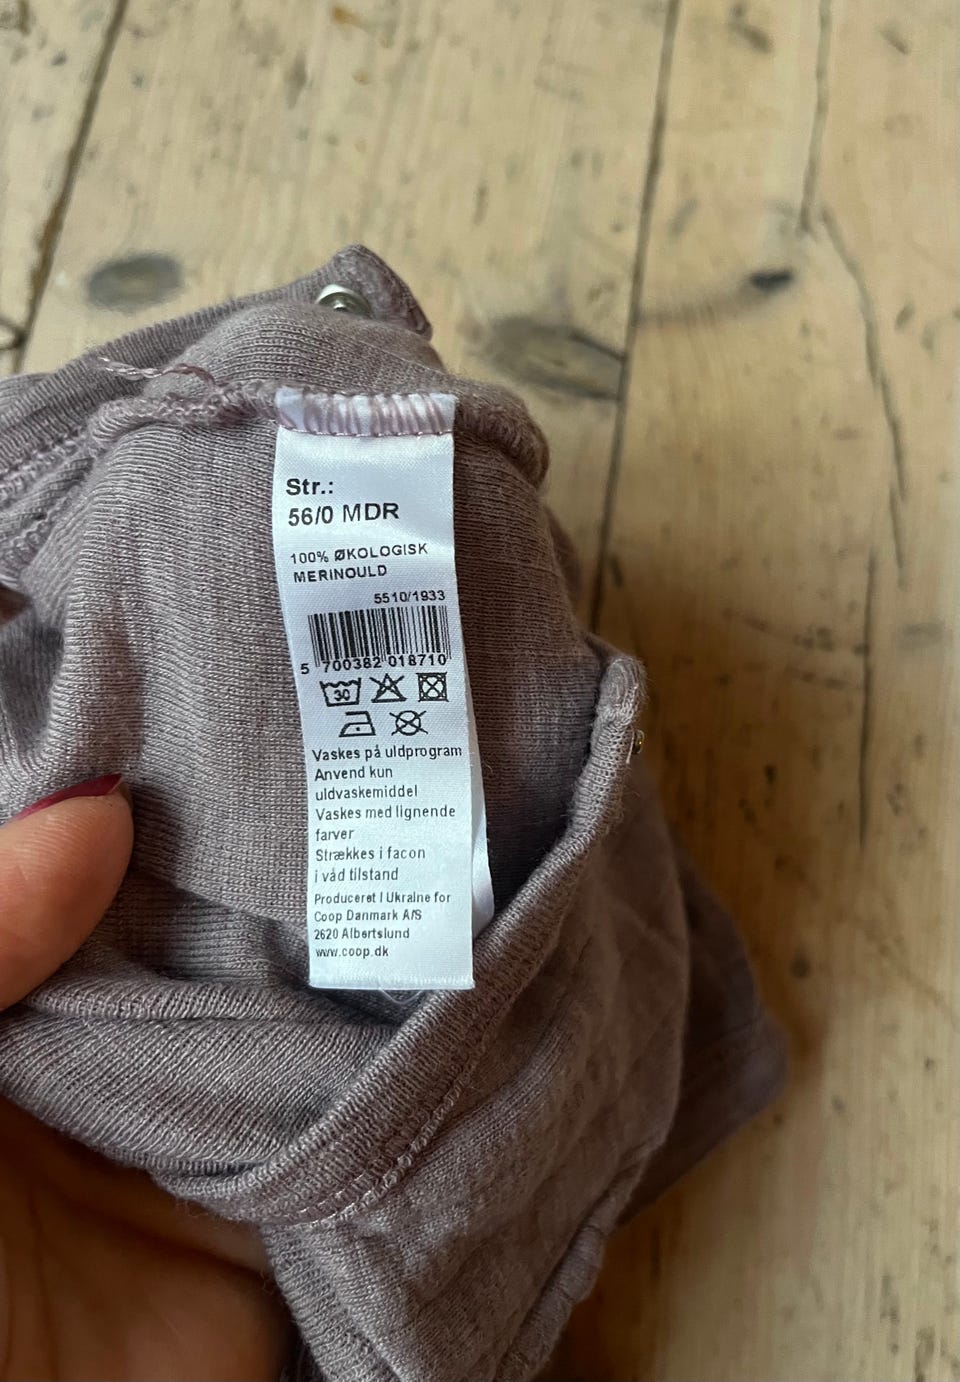 Str.:
56/0 MDR
100% ØKOLOGISK
MERINOULD
5510/1933
5 700382 018710
30
Vaskes på uldprogram
Anvend kun
uldvaskemiddel
Vaskes med lignende
farver
Strækkes i facon
i våd tilstand
Produceret I Ukraine for
Coop Danmark A/S
2620 Albertslund
www.coop.dk